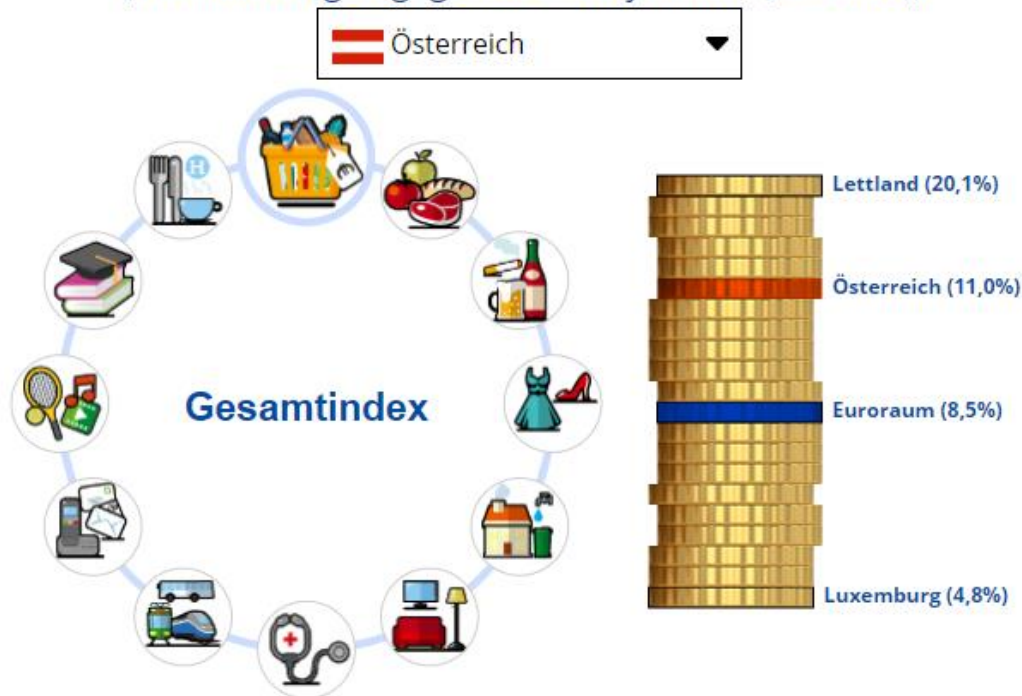 Österreich
Gesamtindex
Lettland (20,1%)
Österreich (11,0%)
Euroraum (8,5%)
Luxemburg (4,8%)